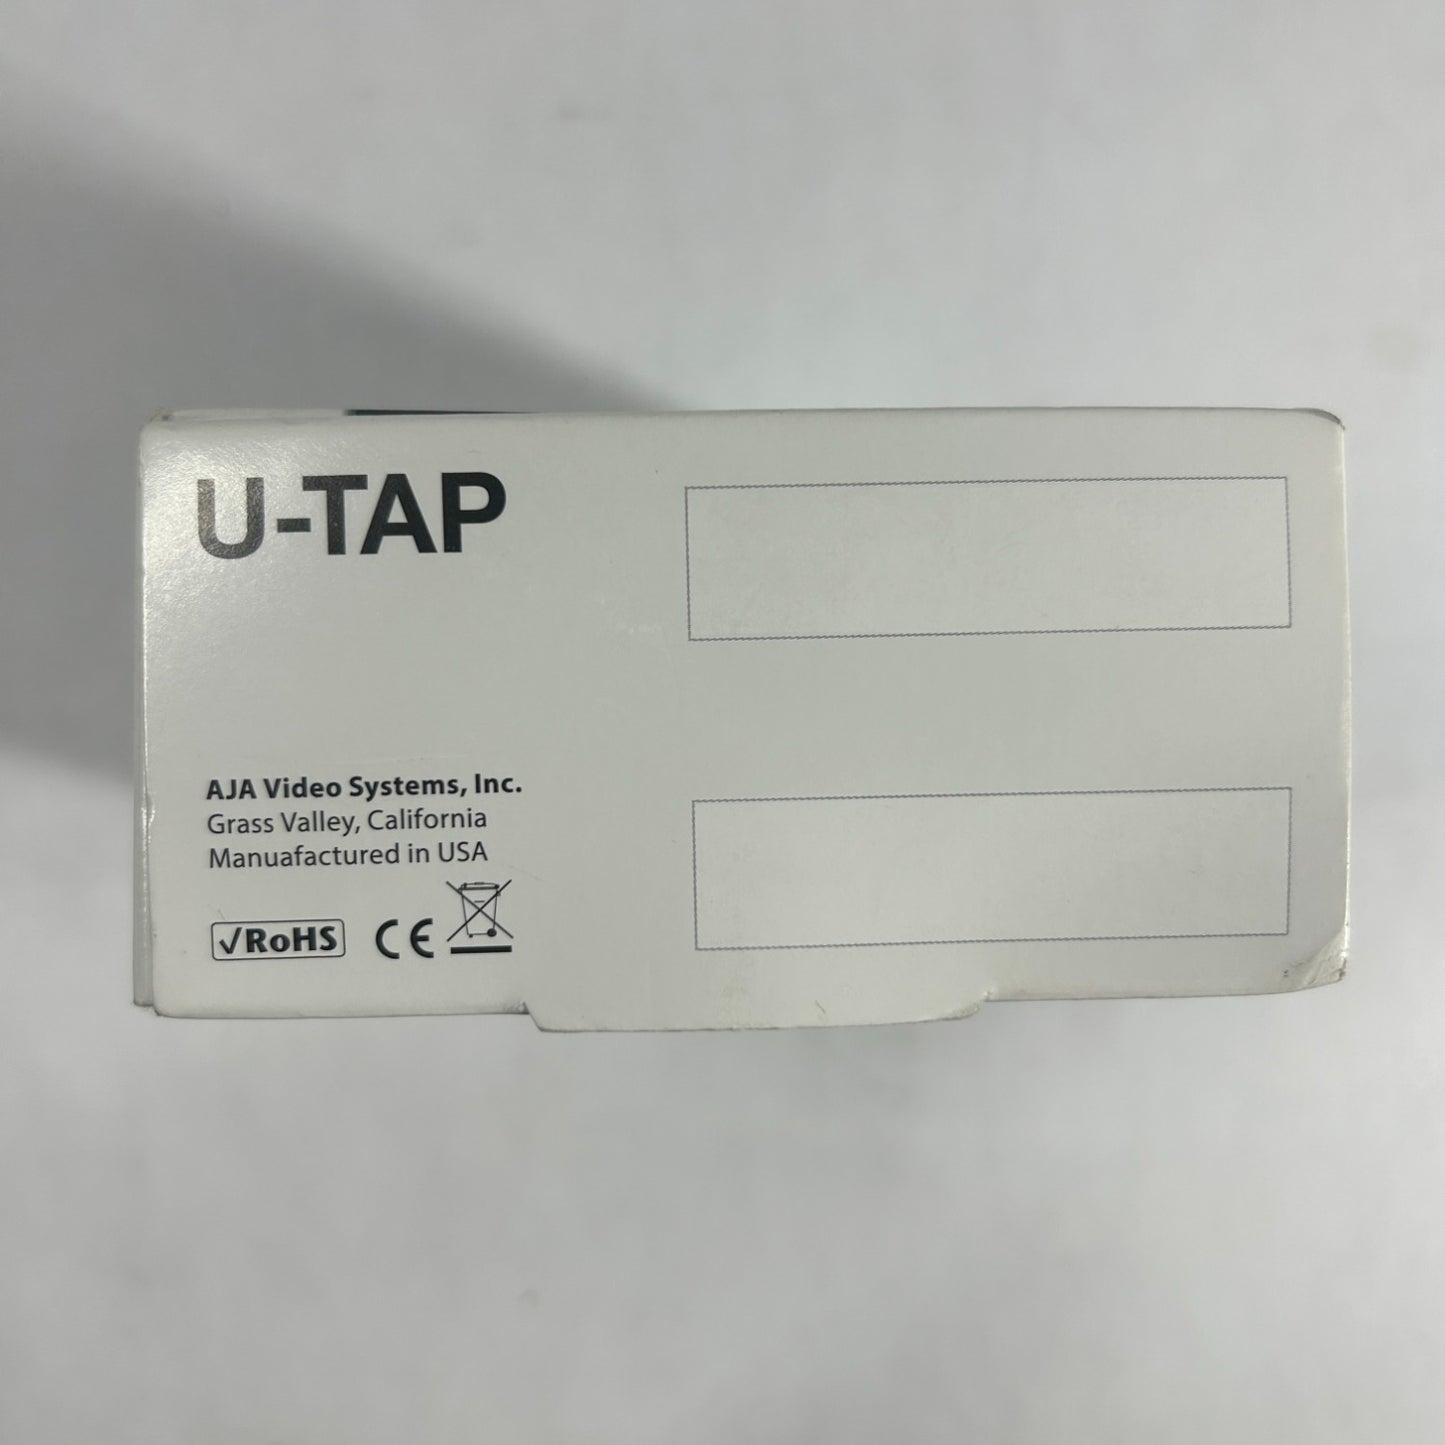 U-TAP
AJA Video Systems, Inc.
Grass Valley, California
Manuafactured in USA
√RoHS CE